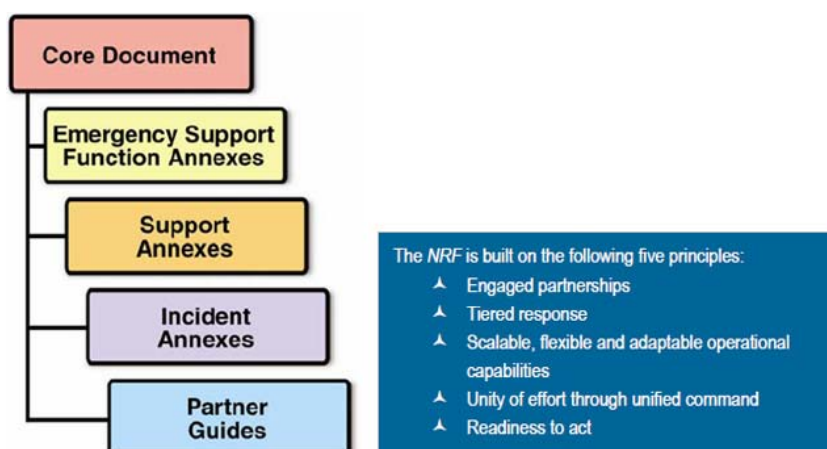 Core Document
Emergency Support
Function Annexes
Support
Annexes
Incident
Annexes
Partner
Guides
The NRF is built on the following five principles:
Engaged partnerships
Tiered response
Scalable, flexible and adaptable operational
capabilities
Unity of effort through unified command
Readiness to act